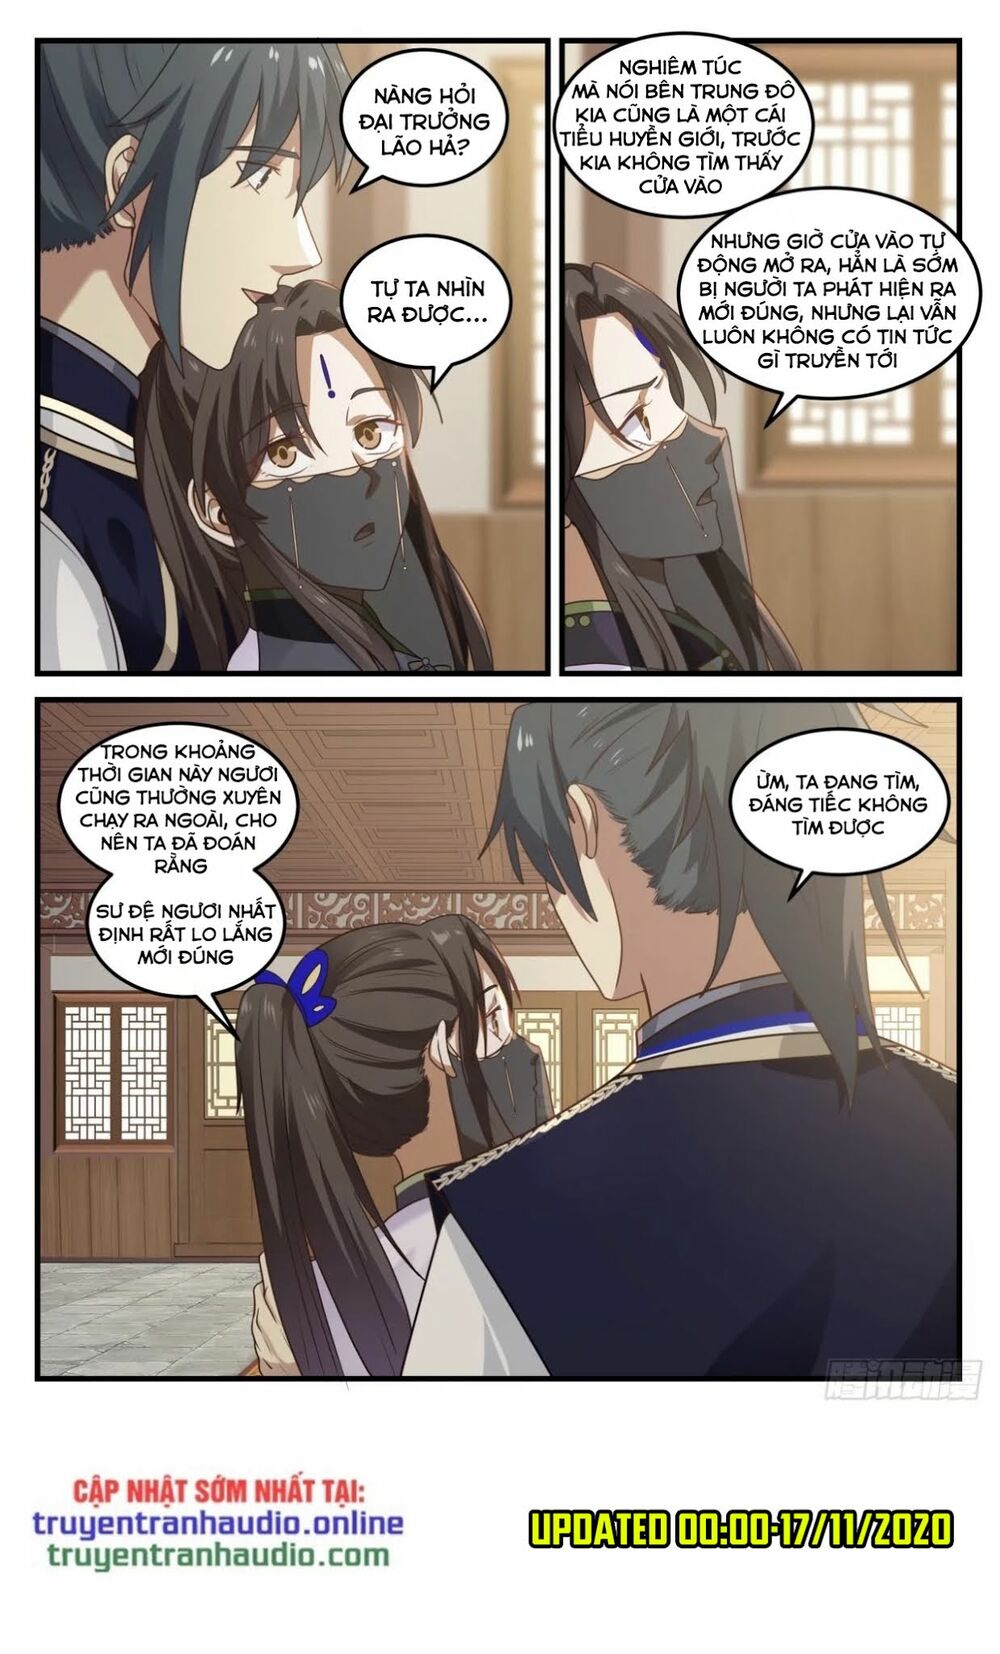 NÀNG HỎI
ĐẠI TRƯỞNG
LÃO HẢ?
TỰ TA NHÌN
RA ĐƯỢC...
NGHIÊM TÚC
MÀ NÓI BÊN TRUNG ĐÔ
KIA CŨNG LÀ MỘT CÁI
TIỂU HUYỀN GIỚI, TRƯỚC
KIA KHÔNG TÌM THẤY
CỬA VÀO
NHƯNG GIỜ CỬA VÀO TỰ
ĐỘNG MỞ RA, HẲN LÀ SỚM
BỊ NGƯỜI TA PHÁT HIỆN RA
MỚI ĐÚNG, NHƯNG LẠI VẪN
LUÔN KHÔNG CÓ TIN TỨC
GÌ TRUYỀN TỚI
TRONG KHOẢNG
THỜI GIAN NÀY NGƯƠI
CŨNG THƯỜNG XUYÊN
CHẠY RA NGOÀI, CHO
NÊN TA ĐÃ ĐOÁN
RẰNG
SƯ ĐỆ NGƯƠI NHẤT
ĐỊNH RẤT LO LẮNG
MỚI ĐÚNG
ỪM, TA ĐANG TÌM,
ĐÁNG TIẾC KHÔNG
TÌM ĐƯỢC
腾讯动漫
CẬP NHẬT SỚM NHẤT TẠI:
truyentranhaudio.online
truyentranhaudio.com
UPDATED 00:00-17/11/2020